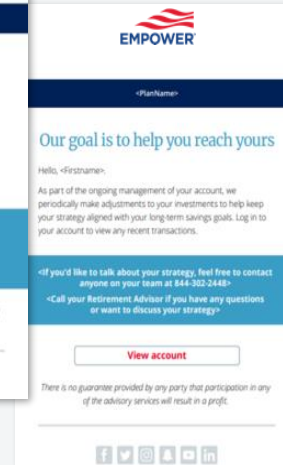 EMPOWER
<PlanName>
Our goal is to help you reach yours
Hello, <Firstname>.
As part of the ongoing management of your account, we
periodically make adjustments to your investments to help keep
your strategy aligned with your long-term savings goals. Log in to
your account to view any recent transactions.
<If you'd like to talk about your strategy, feel free to contact
anyone on your team at 844-302-2448>
<Call your Retirement Advisor if you have any questions
or want to discuss your strategy>
View account
There is no guarantee provided by any party that participation in any
of the advisory services will result in a profit.